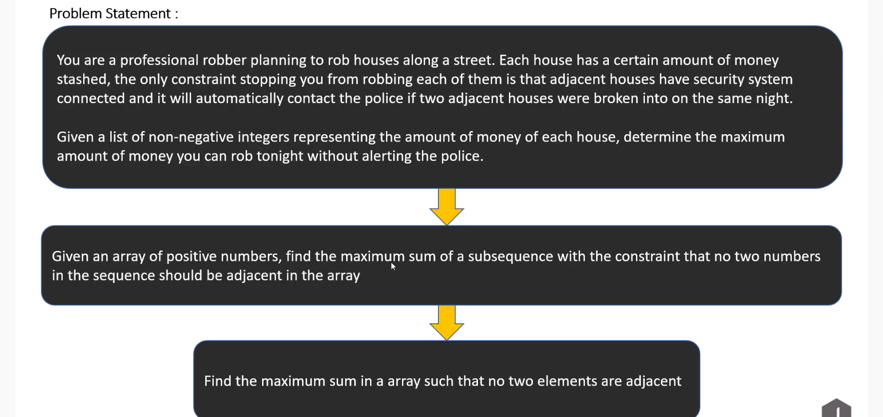 Problem Statement :
You are a professional robber planning to rob houses along a street. Each house has a certain amount of money
stashed, the only constraint stopping you from robbing each of them is that adjacent houses have security system
connected and it will automatically contact the police if two adjacent houses were broken into on the same night.
Given a list of non-negative integers representing the amount of money of each house, determine the maximum
amount of money you can rob tonight without alerting the police.
Given an array of positive numbers, find the maximum sum of a subsequence with the constraint that no two numbers
in the sequence should be adjacent in the array
Find the maximum sum in a array such that no two elements are adjacent